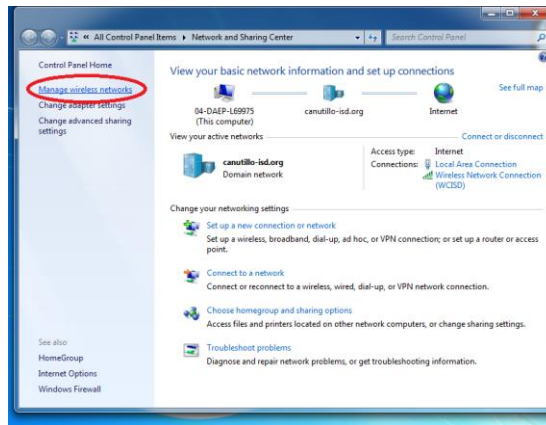 « All Control Panel Items ▸ Network and Sharing Center
Search Control Panel
Control Panel Home
Manage wireless networks
Change adapter settings
Change advanced sharing
settings
See also
HomeGroup
Internet Options
Windows Firewall
View your basic network information and set up connections
See full map
04-DAEP-L69975
(This computer)
canutillo-isd.org
Internet
View your active networks
Connect or disconnect
canutillo-isd.org
Domain network
Access type: Internet
Connections: Local Area Connection
Wireless Network Connection
(WCISD)
Change your networking settings
Set up a new connection or network
Set up a wireless, broadband, dial-up, ad hoc, or VPN connection; or set up a router or access
point.
Connect to a network
Connect or reconnect to a wireless, wired, dial-up, or VPN network connection.
Choose homegroup and sharing options
Access files and printers located on other network computers, or change sharing settings.
Troubleshoot problems
Diagnose and repair network problems, or get troubleshooting information.